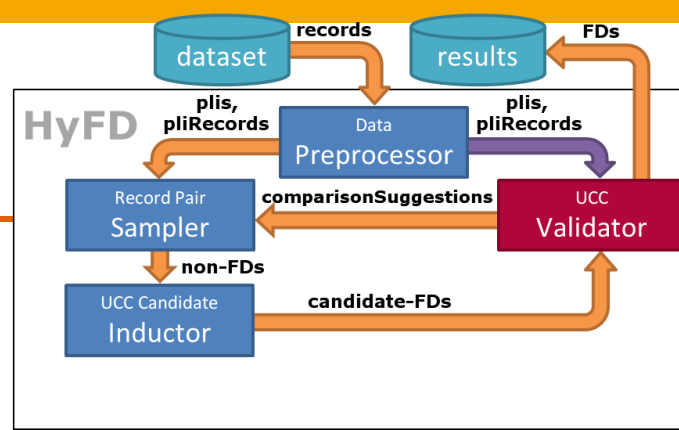 dataset
records
results
FDs
HyFD
plis,
pliRecords
Data
Preprocessor
plis,
pliRecords
Record Pair
Sampler
comparisonSuggestions
UCC
Validator
non-FDs
UCC Candidate
Inductor
candidate-FDs